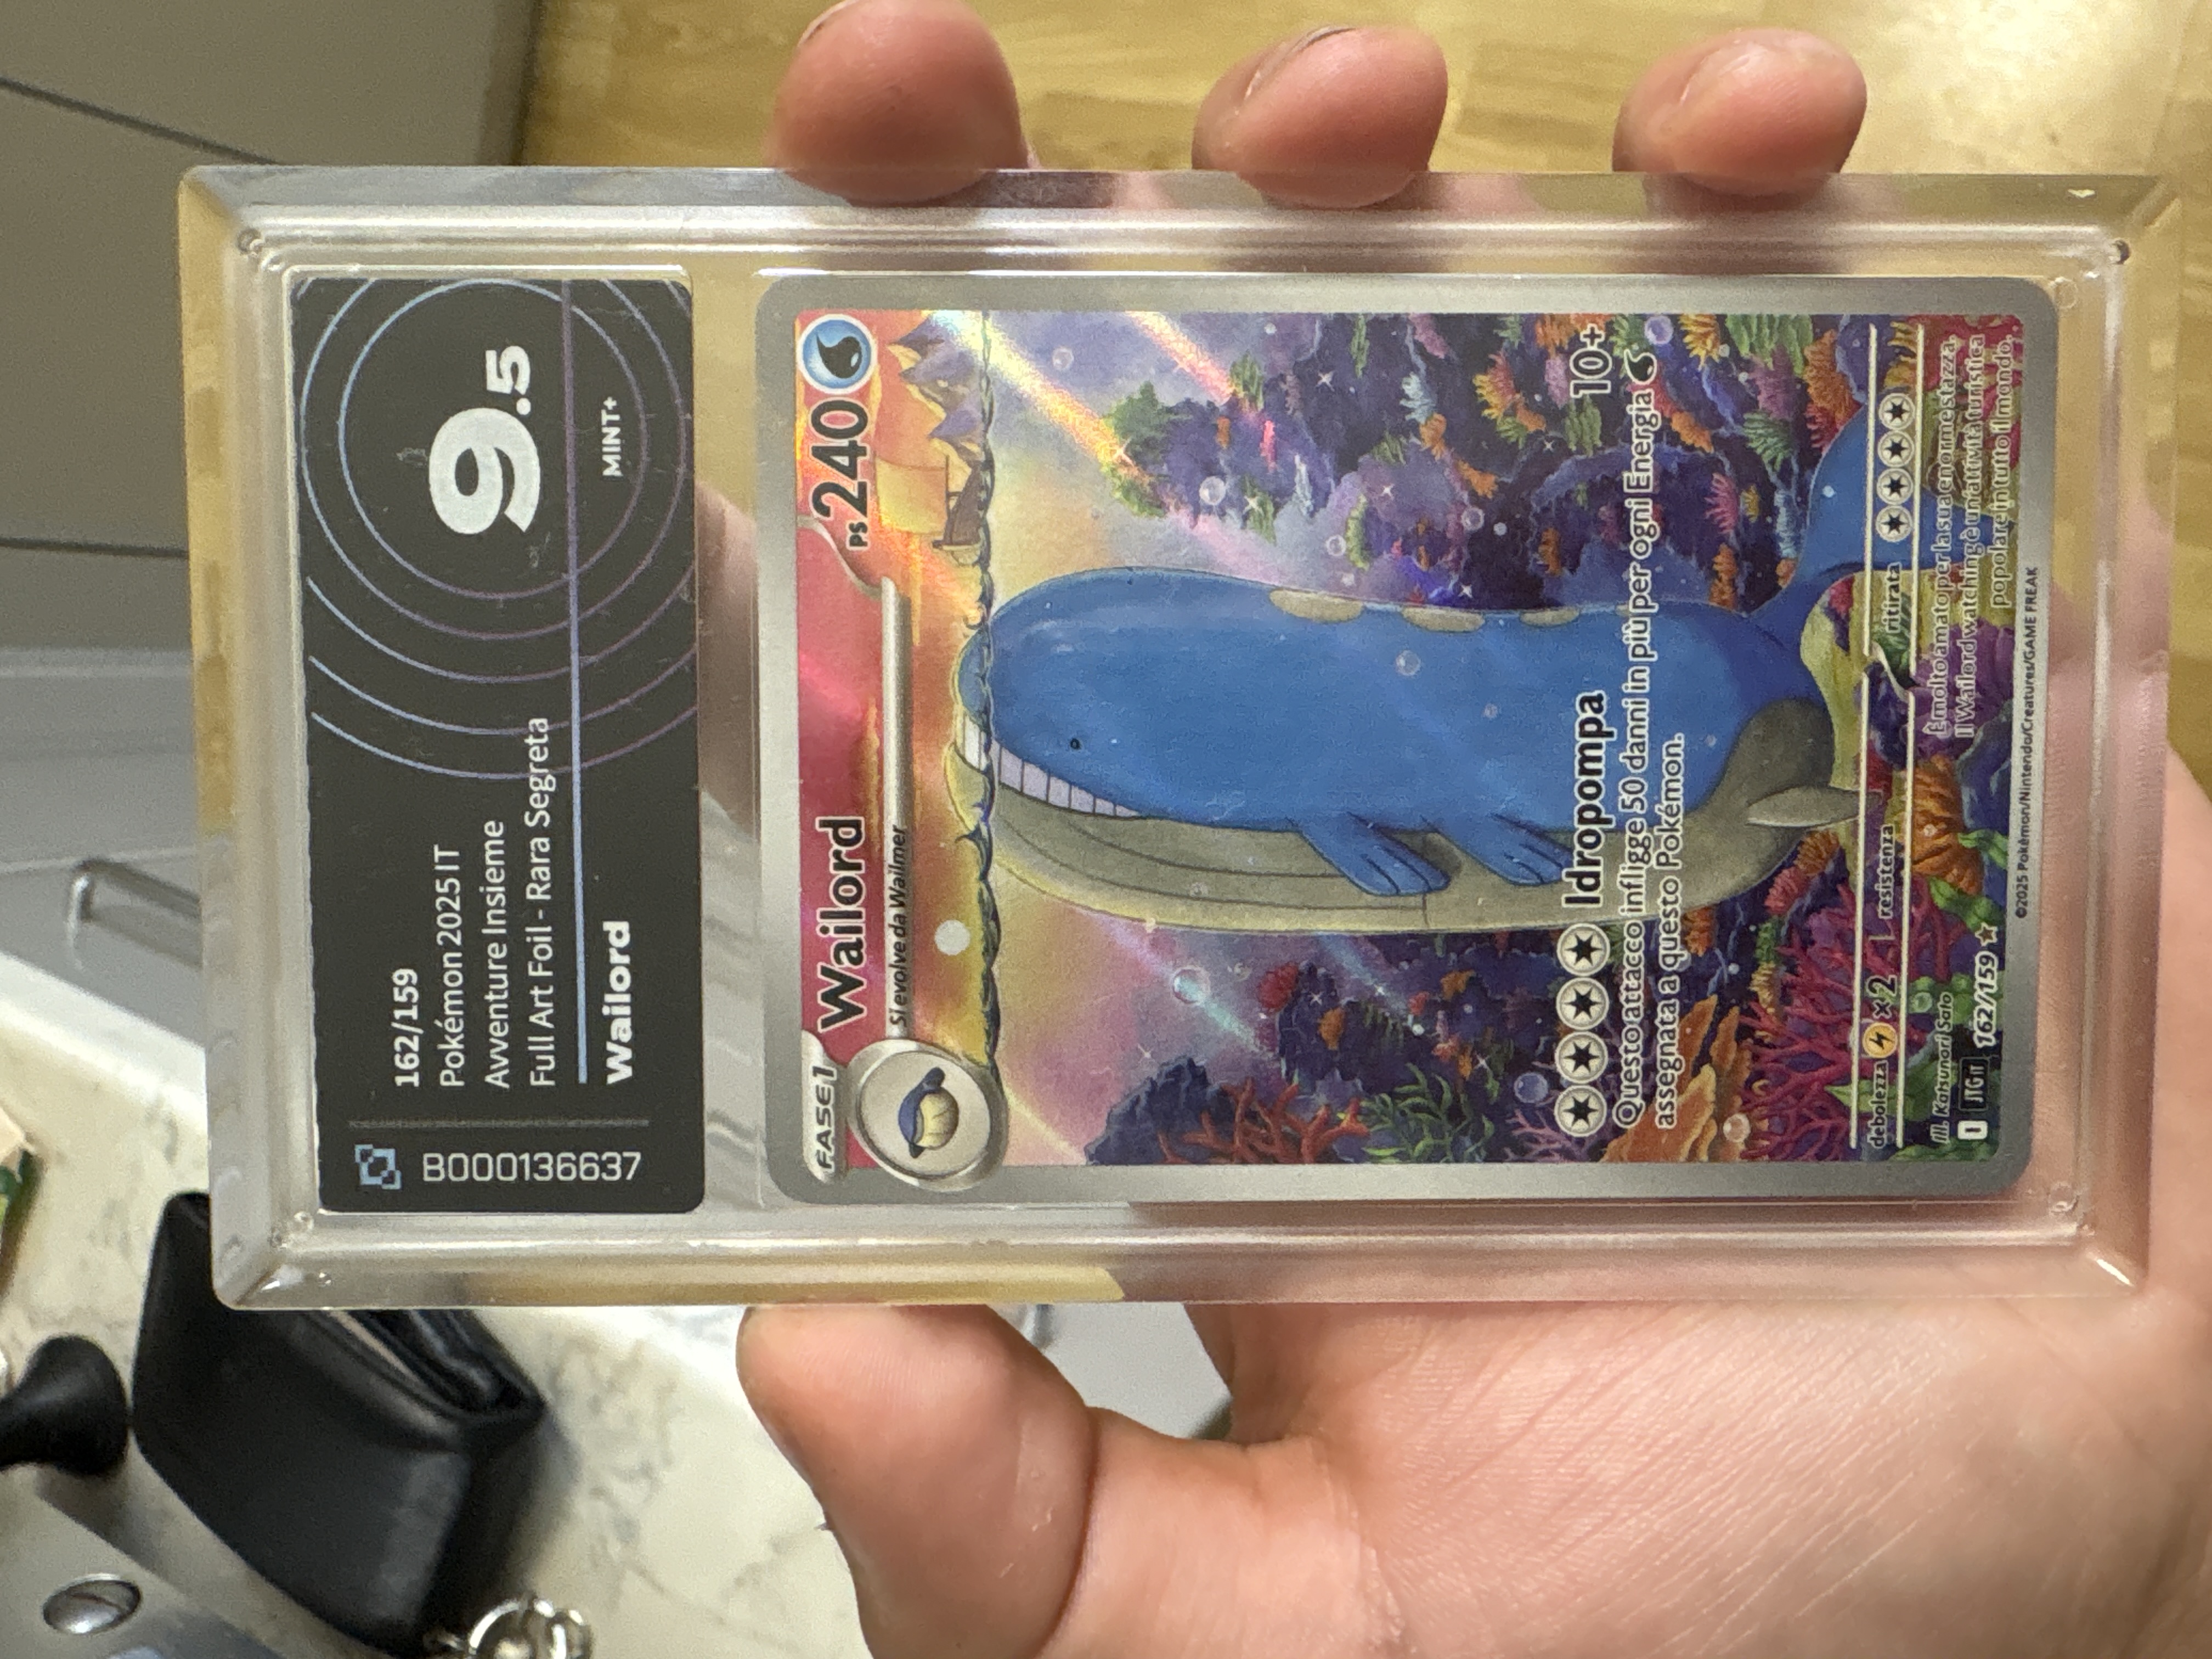 162/159
Pokémon 2025 IT
Avventure Insieme
Full Art Foil - Rara Segreta
Wailord
B000136637
9.5
MINT+
FASE 1
Wailord
PS 240
Si evolve da Wailmer
Idropompa 10+
Questo attacco infligge 50 danni in più per ogni Energia
assegnata a questo Pokémon.
debolezza ×2 resistenza ritirata
Ill. Katsunori Sato
JTG IT 162/159
È molto amato per la sua enorme stazza.
Il Wailord watching è un'attività turistica
popolare in tutto il mondo.
©2025 Pokémon/Nintendo/Creatures/GAME FREAK